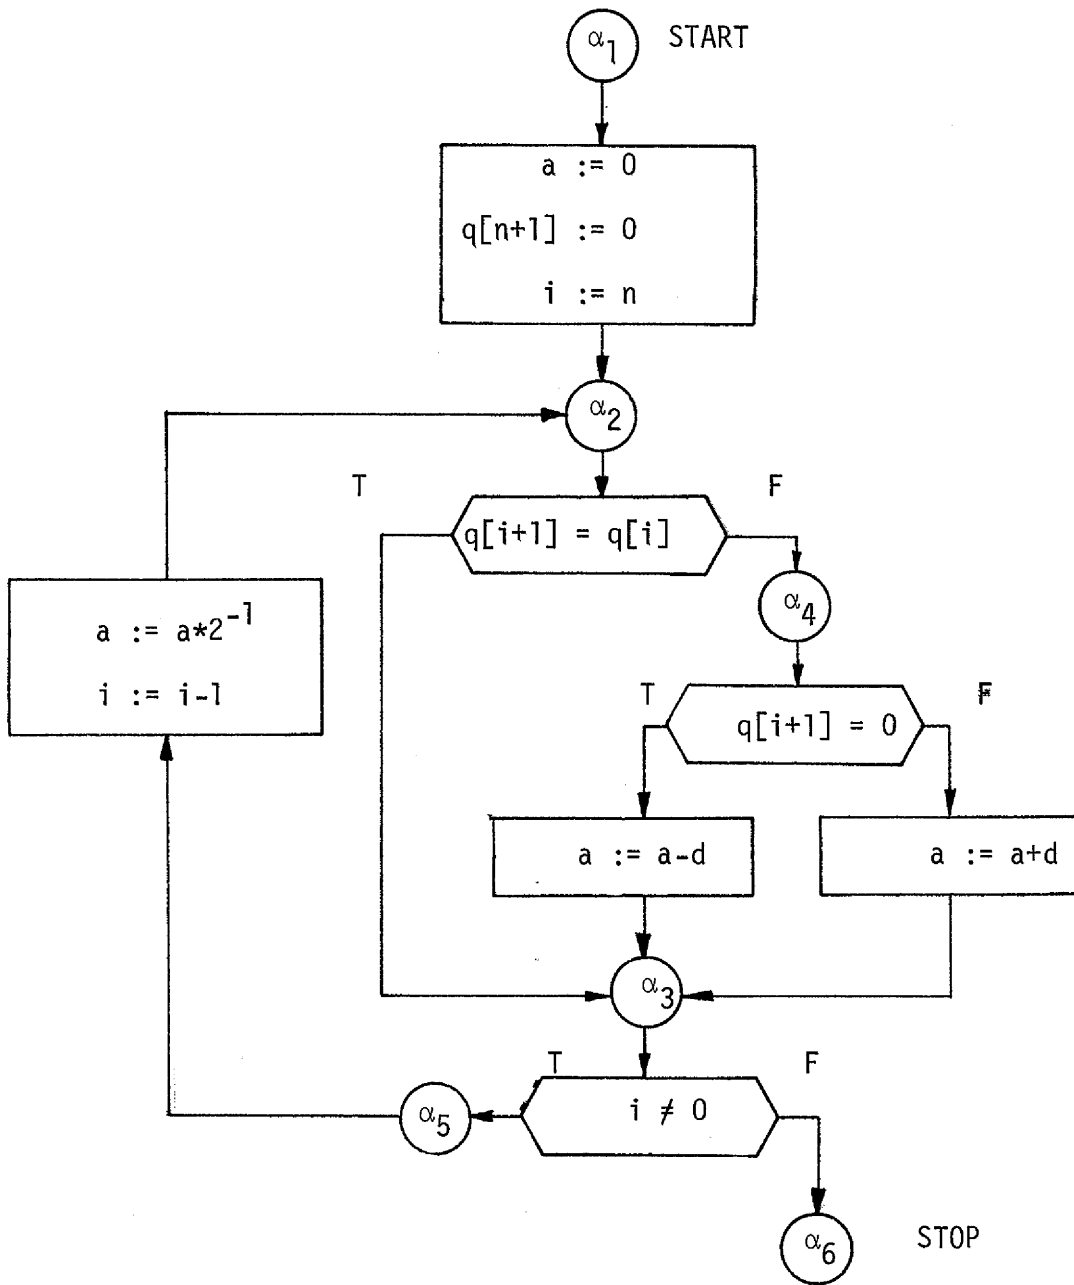 α1 START
a := 0
q[n+1] := 0
i := n
α2
T F
q[i+1] = q[i]
α4
a := a*2^-1
i := i-1
T F
q[i+1] = 0
a := a-d
a := a+d
α3
T F
i ≠ 0
α5
α6 STOP